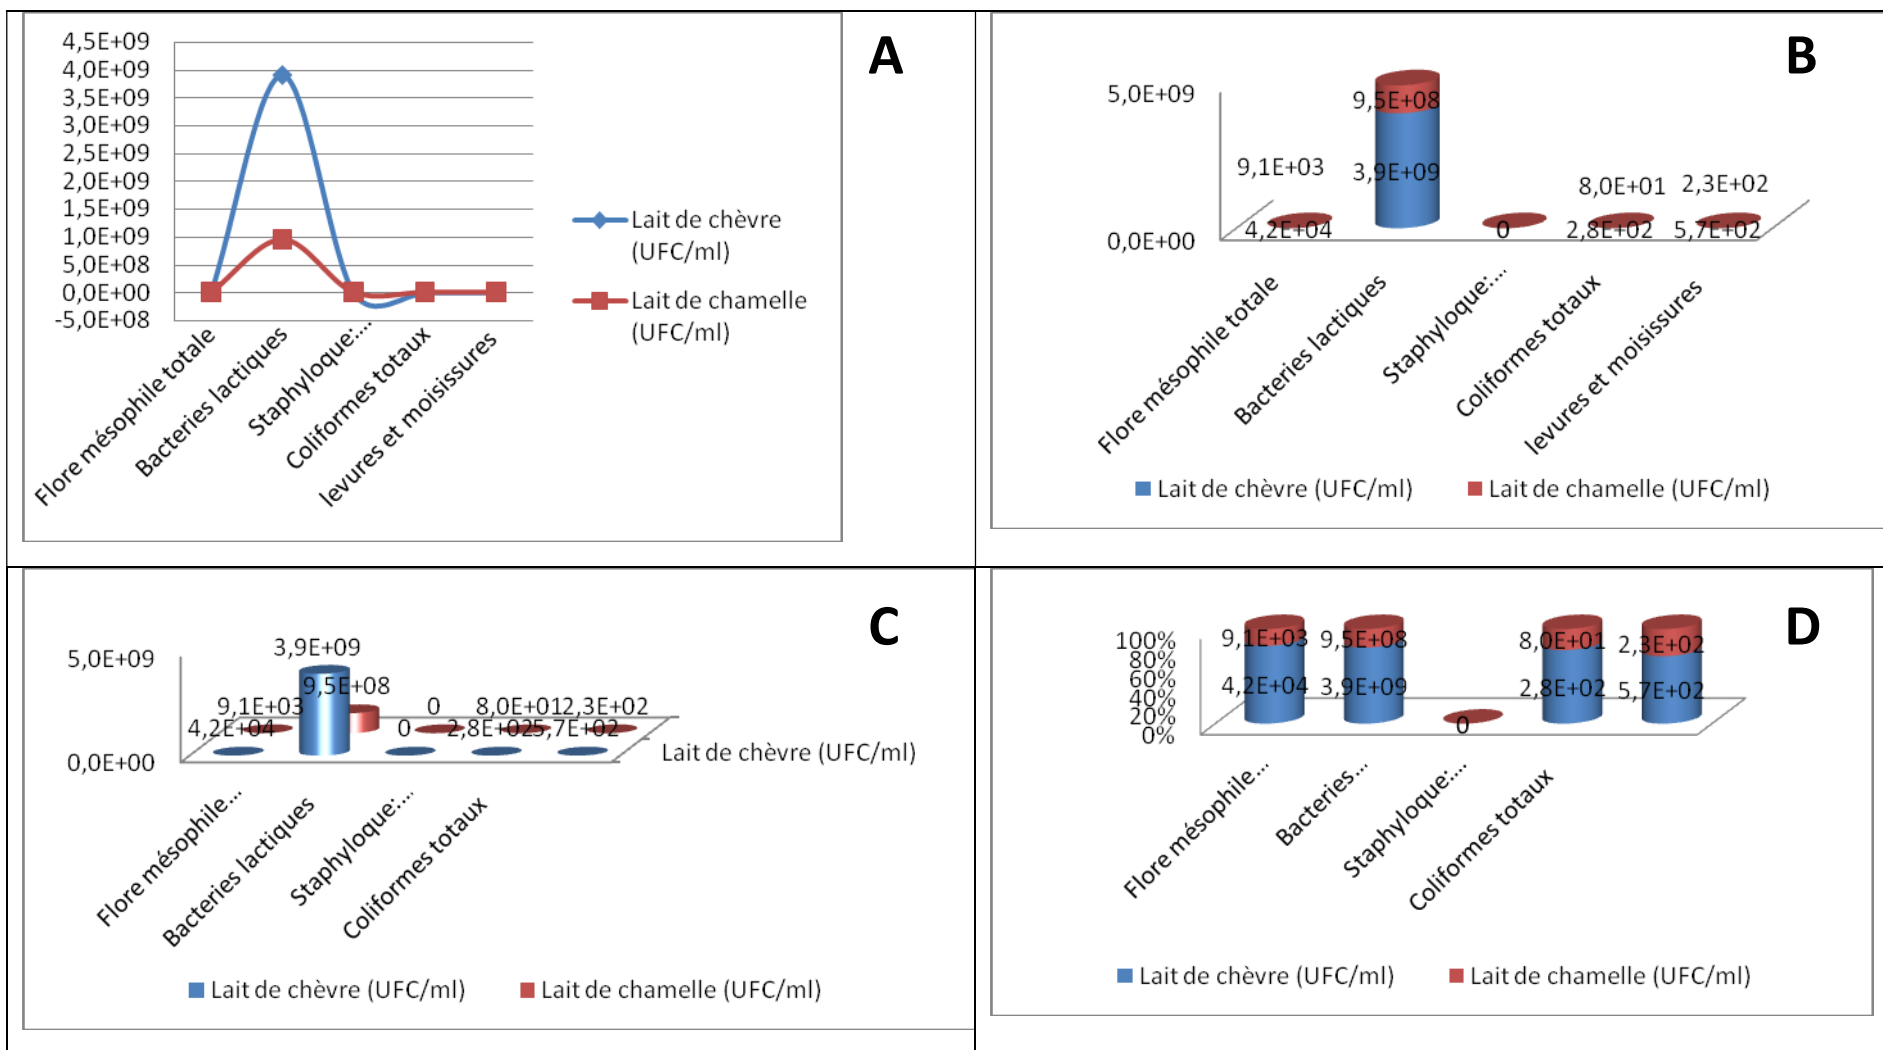 A
4,5E+09
4,0E+09
3,5E+09
3,0E+09
2,5E+09
2,0E+09
1,5E+09
1,0E+09
5,0E+08
0,0E+00
-5,0E+08
Flore mésophile totale
Bacteries lactiques
Staphyloque:...
Coliformes totaux
levures et moisissures
Lait de chèvre
(UFC/ml)
Lait de chamelle
(UFC/ml)
B
5,0E+09
0,0E+00
9,1E+03
9,5E+08
8,0E+01
2,3E+02
4,2E+04
3,9E+09
0
2,8E+02
5,7E+02
Flore mésophile totale
Bacteries lactiques
Staphyloque:...
Coliformes totaux
levures et moisissures
Lait de chèvre (UFC/ml)
Lait de chamelle (UFC/ml)
C
5,0E+09
0,0E+00
3,9E+09
9,5E+08
9,1E+03
0
8,0E+01
2,3E+02
4,2E+04
0
2,8E+02
5,7E+02
Lait de chèvre (UFC/ml)
Flore mésophile...
Bacteries lactiques
Staphyloque:...
Coliformes totaux
Lait de chèvre (UFC/ml)
Lait de chamelle (UFC/ml)
D
100%
80%
60%
40%
20%
0%
9,1E+03
9,5E+08
8,0E+01
2,3E+02
4,2E+04
3,9E+09
0
2,8E+02
5,7E+02
Flore mésophile...
Bacteries...
Staphyloque:...
Coliformes totaux
Lait de chèvre (UFC/ml)
Lait de chamelle (UFC/ml)